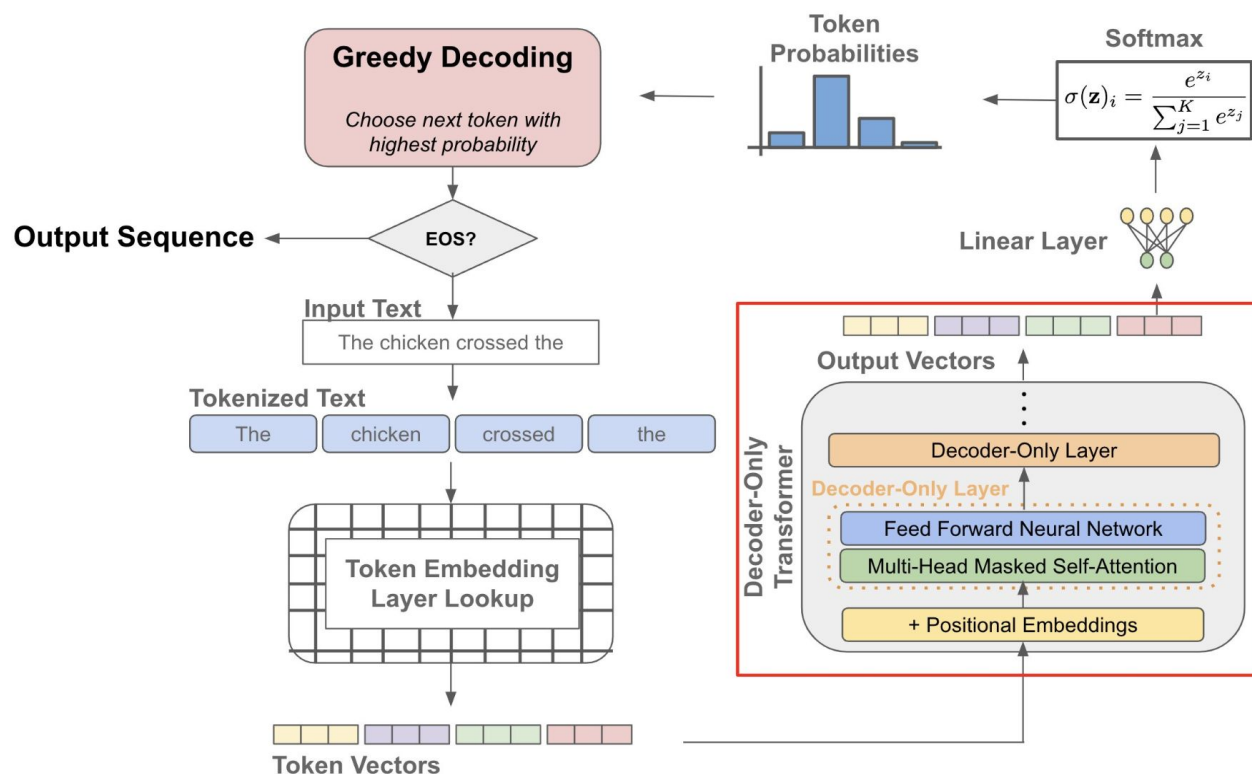 Greedy Decoding
Choose next token with
highest probability
Token
Probabilities
Softmax
σ(z)ᵢ = e^{zᵢ} / ∑_{j=1}^{K} e^{zⱼ}
EOS?
Output Sequence
Linear Layer
Input Text
The chicken crossed the
Tokenized Text
The chicken crossed the
Token Embedding
Layer Lookup
Token Vectors
Output Vectors
Decoder-Only
Transformer
Decoder-Only Layer
Decoder-Only Layer
Feed Forward Neural Network
Multi-Head Masked Self-Attention
+ Positional Embeddings